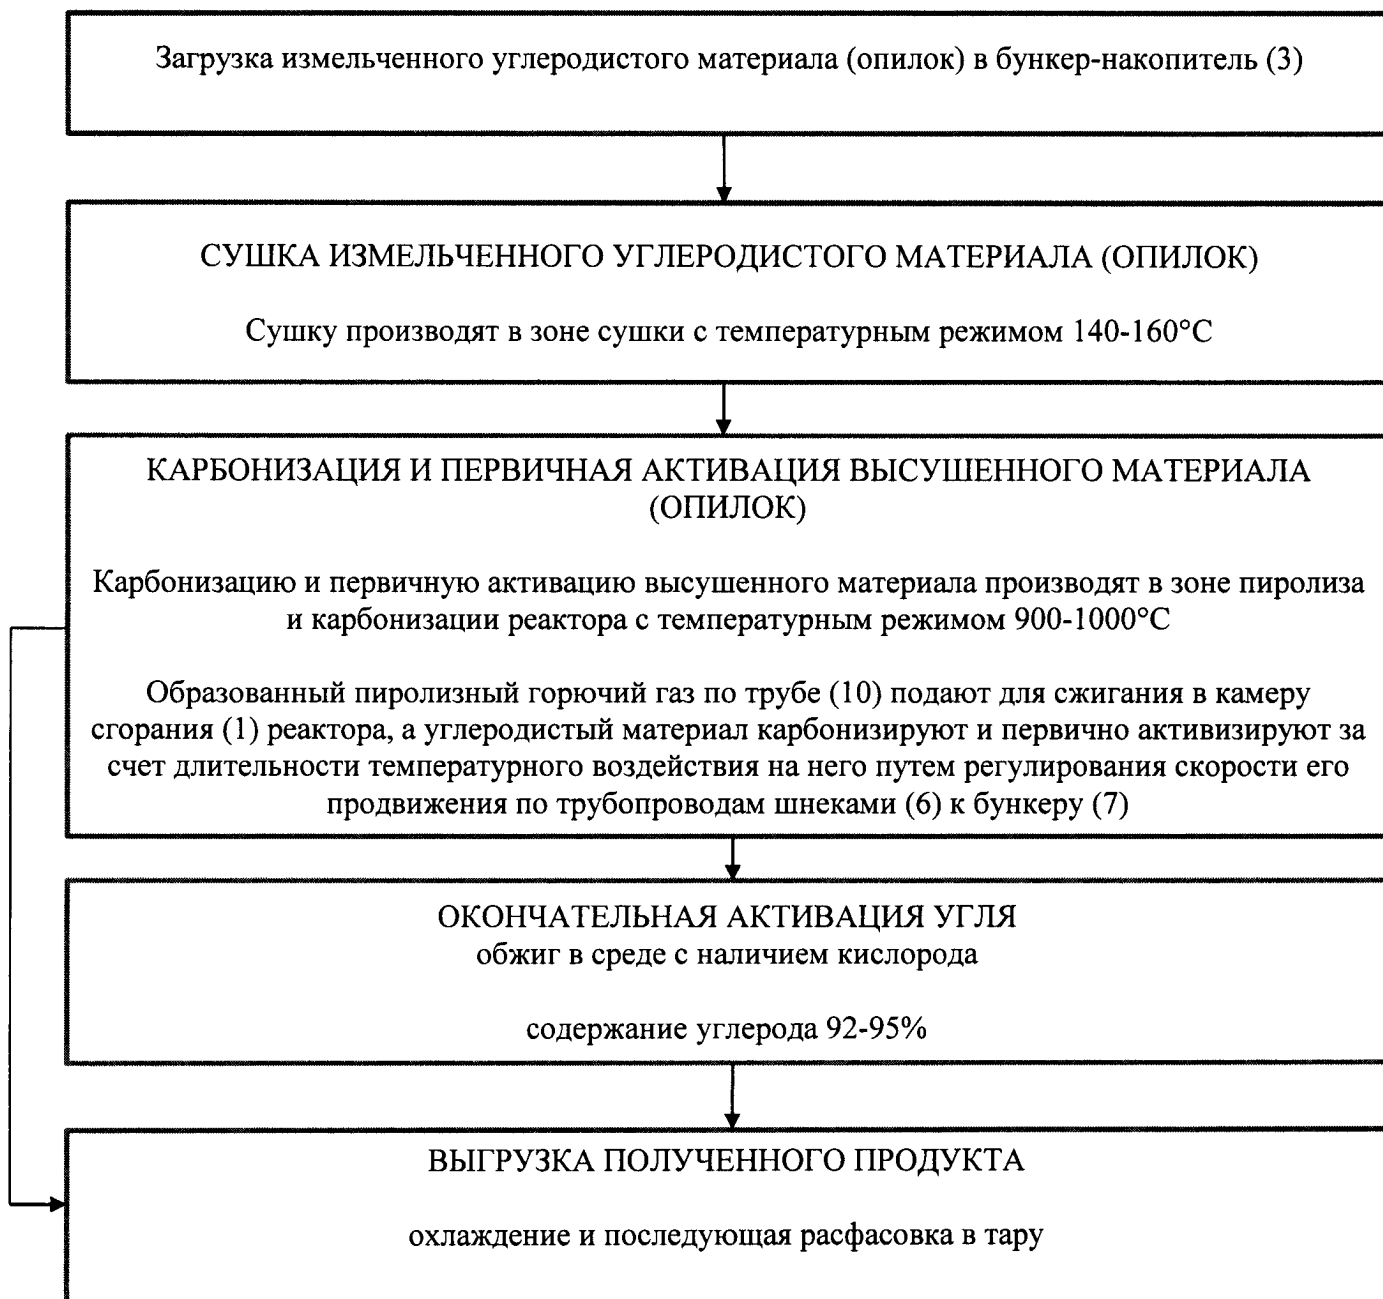 Загрузка измельченного углеродистого материала (опилок) в бункер-накопитель (3)
СУШКА ИЗМЕЛЬЧЕННОГО УГЛЕРОДИСТОГО МАТЕРИАЛА (ОПИЛОК)
Сушку производят в зоне сушки с температурным режимом 140-160°С
КАРБОНИЗАЦИЯ И ПЕРВИЧНАЯ АКТИВАЦИЯ ВЫСУШЕННОГО МАТЕРИАЛА
(ОПИЛОК)
Карбонизацию и первичную активацию высушенного материала производят в зоне пиролиза
и карбонизации реактора с температурным режимом 900-1000°С
Образованный пиролизный горючий газ по трубе (10) подают для сжигания в камеру
сгорания (1) реактора, а углеродистый материал карбонизируют и первично активизируют за
счет длительности температурного воздействия на него путем регулирования скорости его
продвижения по трубопроводам шнеками (6) к бункеру (7)
ОКОНЧАТЕЛЬНАЯ АКТИВАЦИЯ УГЛЯ
обжиг в среде с наличием кислорода
содержание углерода 92-95%
ВЫГРУЗКА ПОЛУЧЕННОГО ПРОДУКТА
охлаждение и последующая расфасовка в тару